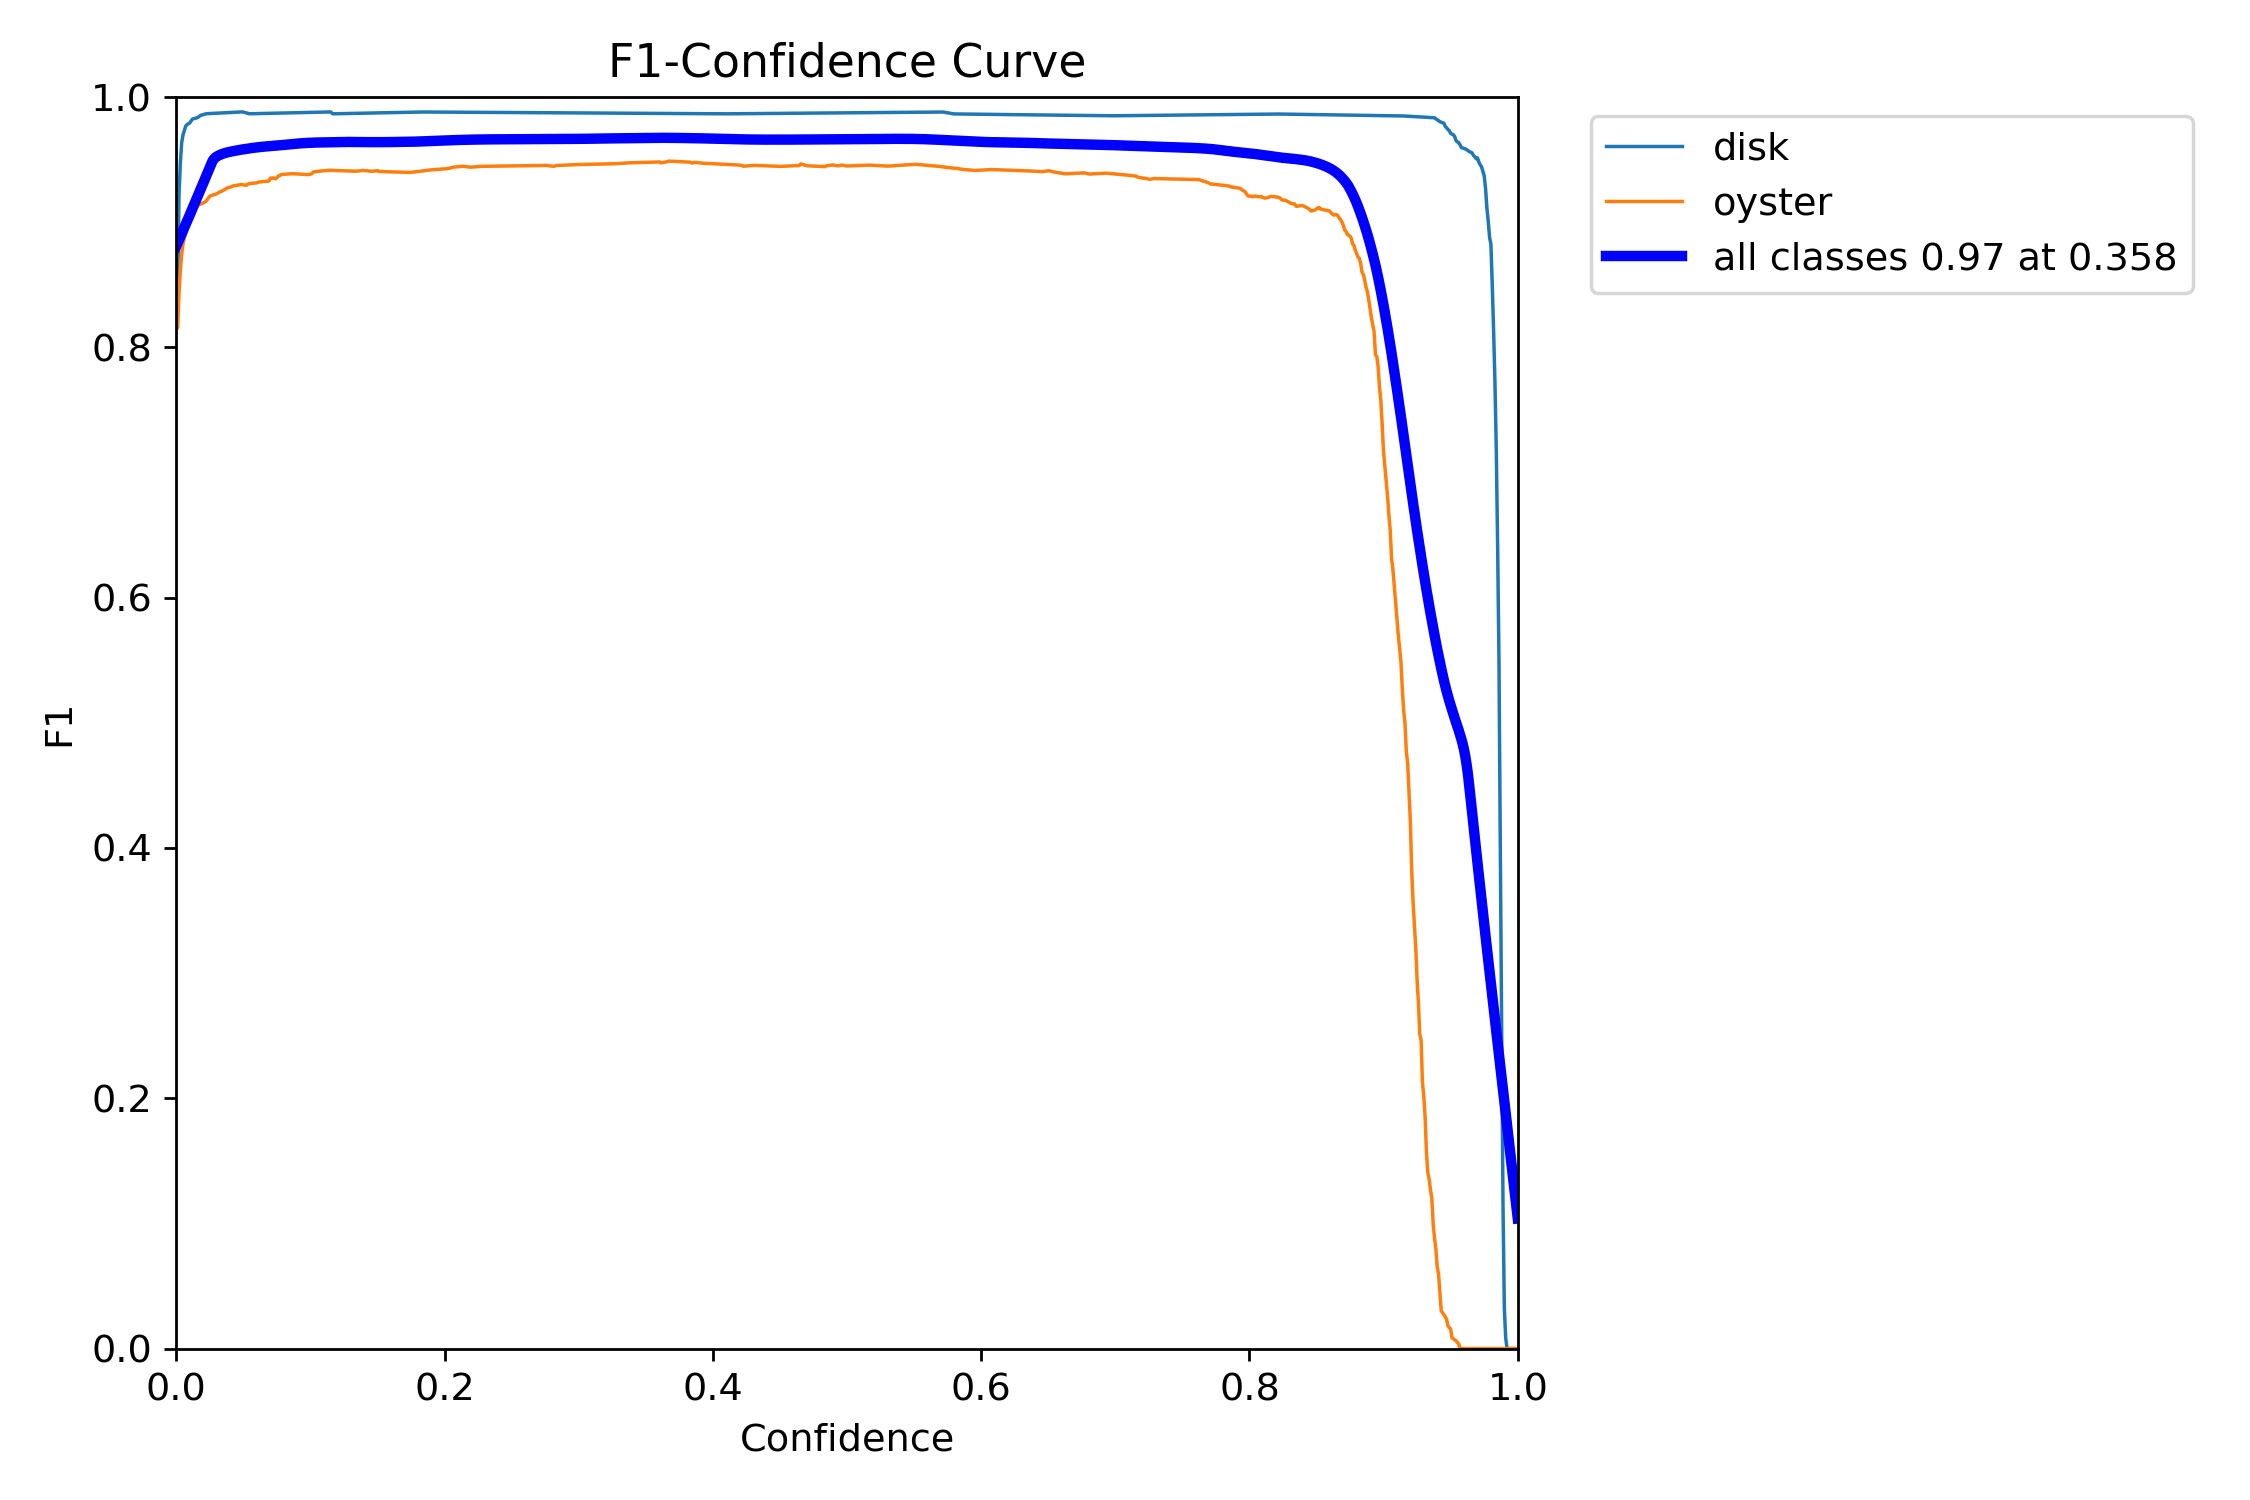 F1-Confidence Curve
1.0
0.8
0.6
0.4
0.2
0.0
F1
0.0 0.2 0.4 0.6 0.8 1.0
Confidence
disk
oyster
all classes 0.97 at 0.358